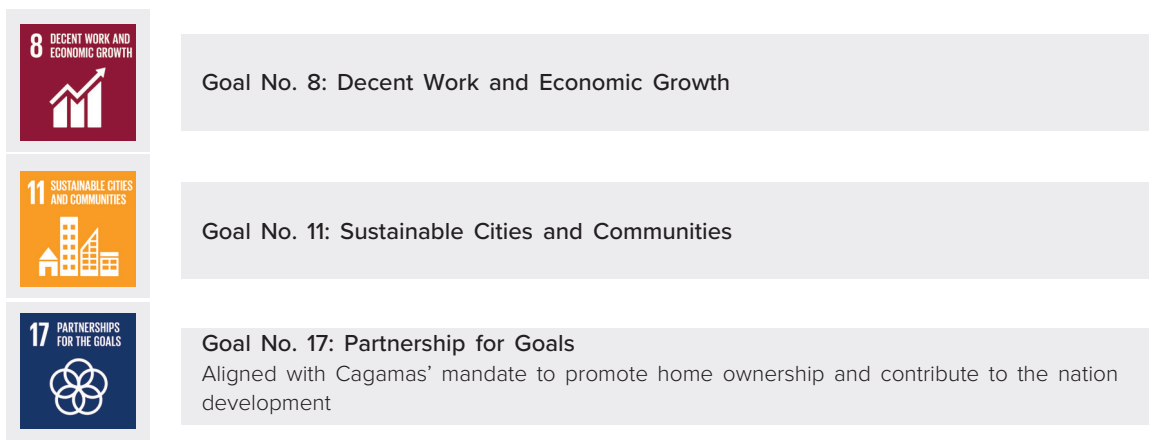 8 DECENT WORK AND
ECONOMIC GROWTH
Goal No. 8: Decent Work and Economic Growth
11 SUSTAINABLE CITIES
AND COMMUNITIES
Goal No. 11: Sustainable Cities and Communities
17 PARTNERSHIPS
FOR THE GOALS
Goal No. 17: Partnership for Goals
Aligned with Cagamas’ mandate to promote home ownership and contribute to the nation
development